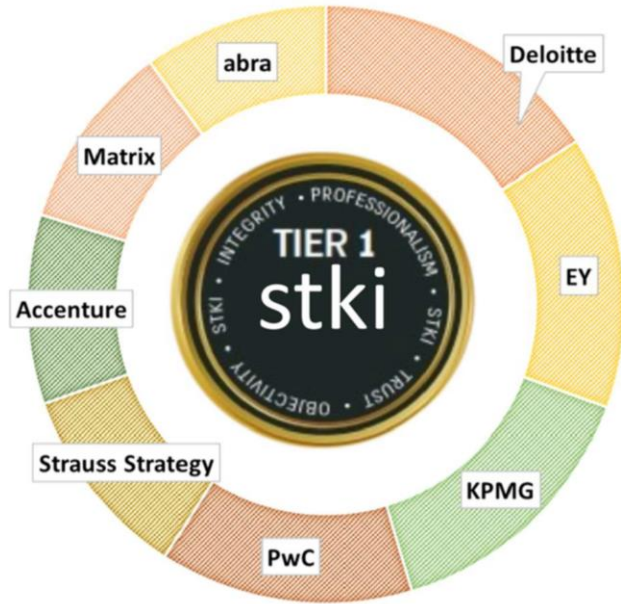 abra
Deloitte
Matrix
EY
Accenture
Strauss Strategy
KPMG
PwC
STKI • INTEGRITY • PROFESSIONALISM • STKI • TRUST • OBJECTIVITY •
TIER 1
stki